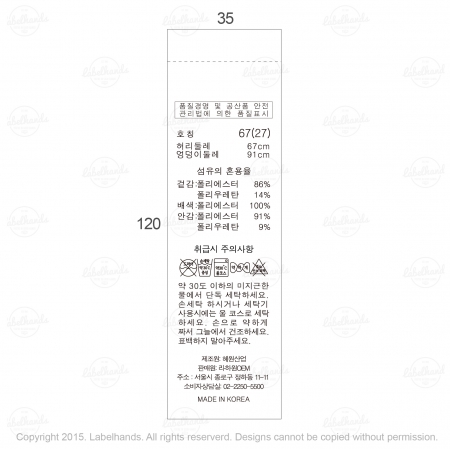 35
품질경영 및 공산품 안전
관리법에 의한 품질표시
호칭 67(27)
허리둘레 67cm
엉덩이둘레 91cm
섬유의 혼용율
겉감:폴리에스터 86%
폴리우레탄 14%
배색:폴리에스터 100%
안감:폴리에스터 91%
폴리우레탄 9%
120
취급시 주의사항
약 30도 이하의 미지근한
물에서 단독 세탁하세요.
손세탁 하시거나 세탁기
사용시에는 울 코스로 세탁
하세요. 손으로 약하게
짜서 그늘에서 건조하세요.
표백하지 말아주세요.
제조원: 혜원산업
판매원: 라하원OEM
주소 : 서울시 종로구 창하동 11-11
소비자상담실: 02-2250-5500
MADE IN KOREA
Copyright 2015. Labelhands. All rights reserverd. Designs cannot be copied without permission.